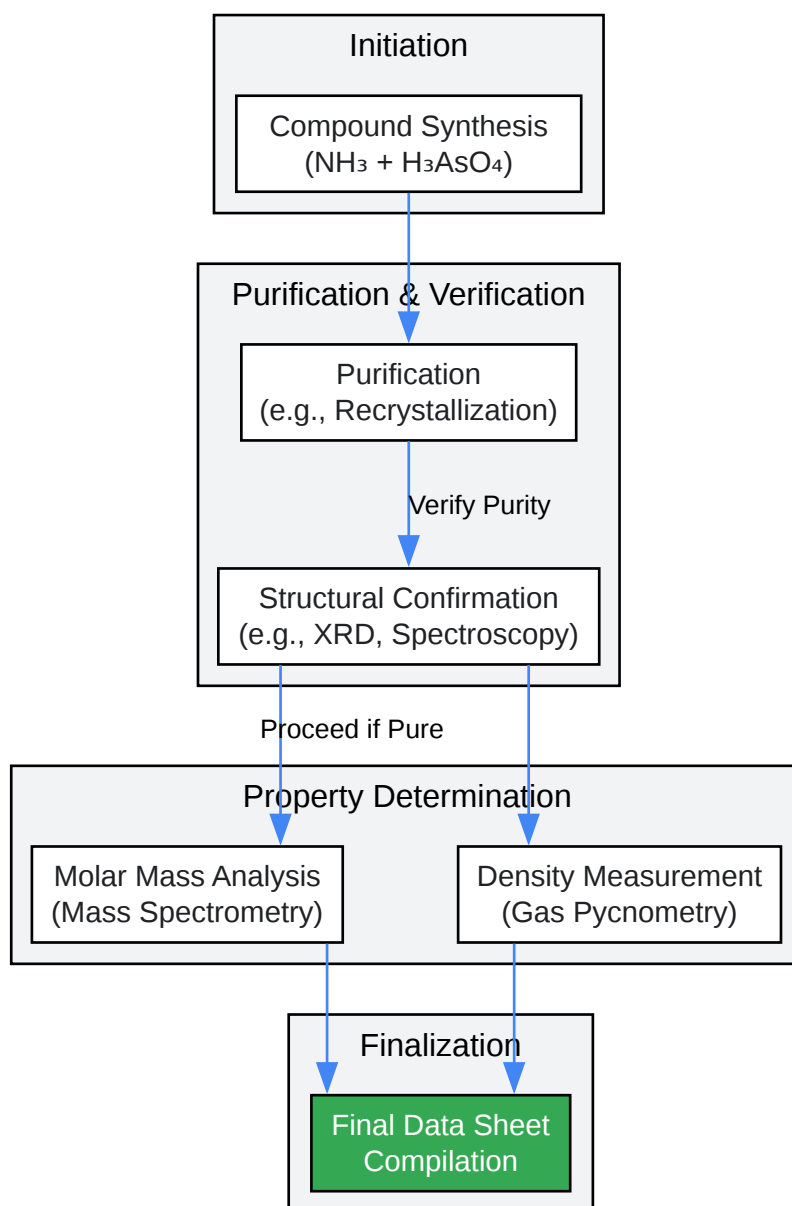 Initiation
Compound Synthesis
(NH₃ + H₃AsO₄)
Purification & Verification
Purification
(e.g., Recrystallization)
Verify Purity
Structural Confirmation
(e.g., XRD, Spectroscopy)
Proceed if Pure
Property Determination
Molar Mass Analysis
(Mass Spectrometry)
Density Measurement
(Gas Pycnometry)
Finalization
Final Data Sheet
Compilation